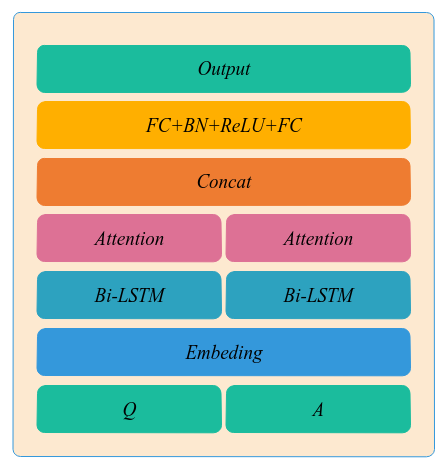 Output
FC+BN+ReLU+FC
Concat
Attention Attention
Bi-LSTM Bi-LSTM
Embeding
Q A